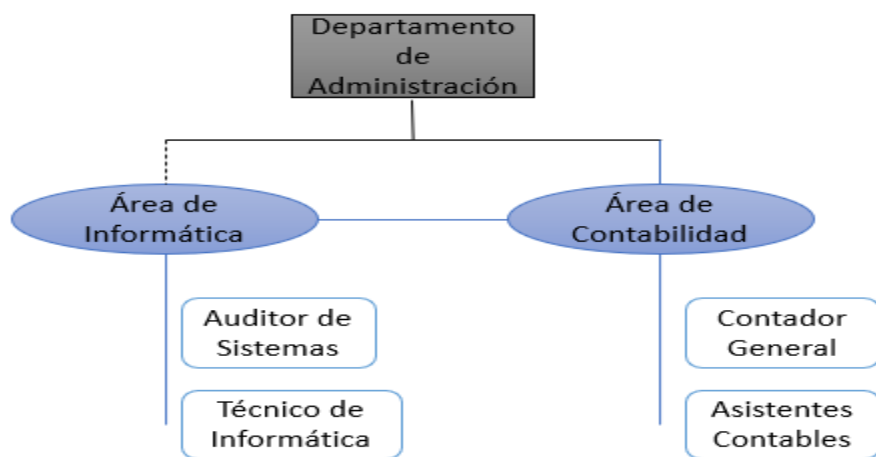 Departamento
de
Administración
Área de
Informática
Área de
Contabilidad
Auditor de
Sistemas
Contador
General
Técnico de
Informática
Asistentes
Contables